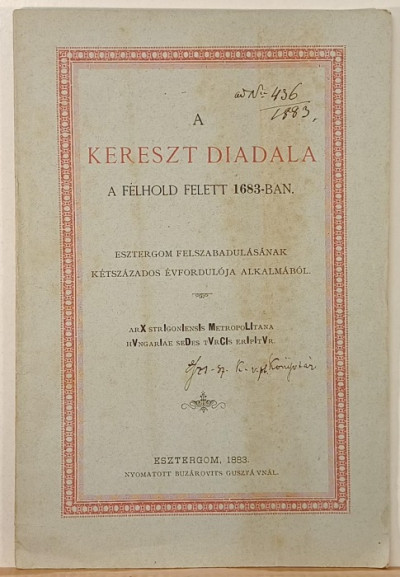 ad No: 436
1883.
A
KERESZT DIADALA
A FÉLHOLD FELETT 1683-BAN.
ESZTERGOM FELSZABADULÁSÁNAK
KÉTSZÁZADOS ÉVFORDULÓJA ALKALMÁBÓL.
arX strIgonIensIs MetropoLItana
hVngarIae seDes tVrCIs erIpItVr.
Könyvtár
ESZTERGOM, 1883.
NYOMATOTT BUZÁROVITS GUSZTÁVNÁL.